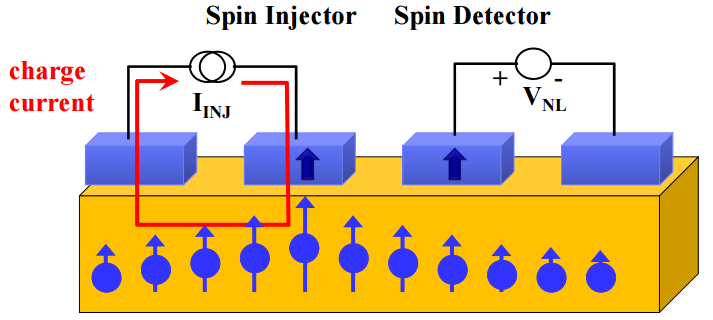 Spin Injector Spin Detector
charge
current
I_INJ
+ -
V_NL